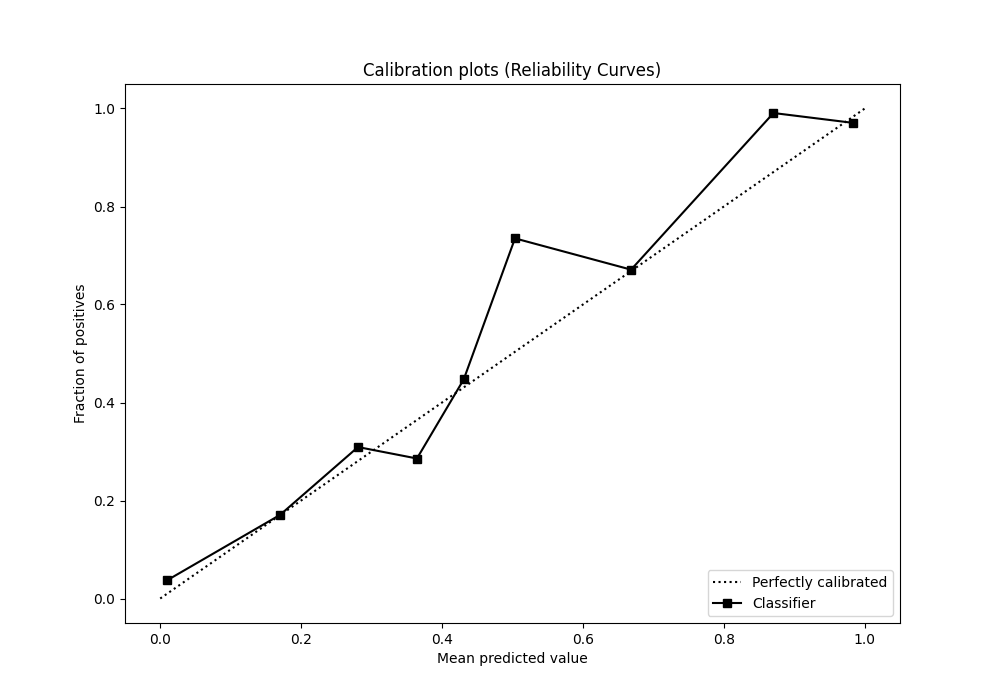 Calibration plots (Reliability Curves)
1.0
0.8
0.6
0.4
0.2
0.0
Fraction of positives
0.0 0.2 0.4 0.6 0.8 1.0
Mean predicted value
Perfectly calibrated
Classifier